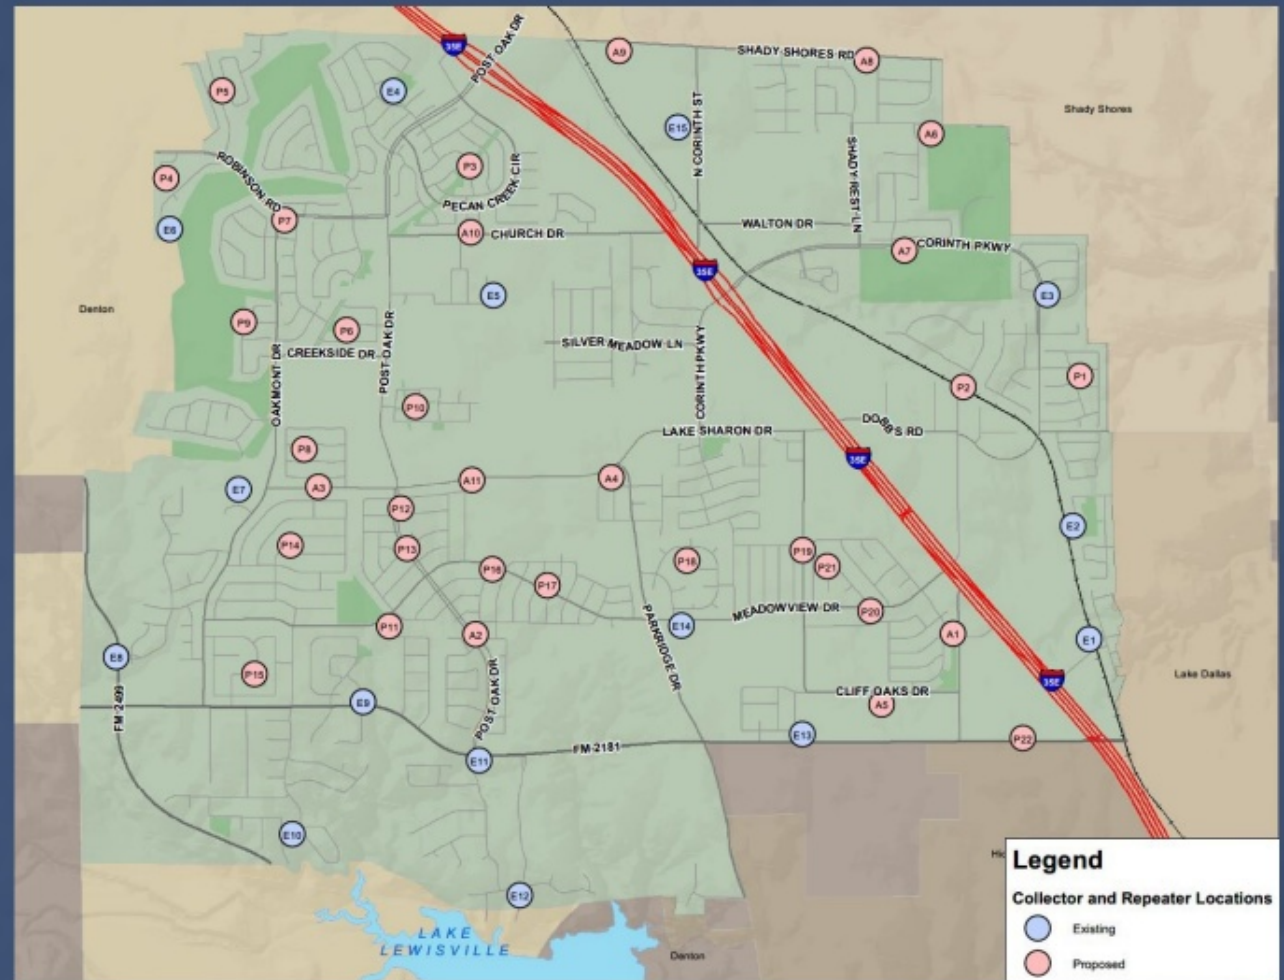 35E
POST OAK DR
A9
SHADY SHORES RD
A8
P5
E4
Shady Shores
E15
N CORINTH ST
A6
SHADY REST LN
ROBINSON RD
P4
P3
PECAN CREEK CIR
E6
P7
A10
CHURCH DR
WALTON DR
A7
CORINTH PKWY
35E
E5
E3
Denton
P9
P6
CREEKSIDE DR
OAKMONT DR
POST OAK DR
SILVER MEADOW LN
CORINTH PKWY
P1
P2
P10
LAKE SHARON DR
DOBB'S RD
P8
35E
E7
A3
A11
A4
P12
E2
P14
P13
P16
P17
P18
P19
P21
MEADOWVIEW DR
P20
P11
A2
E14
A1
E1
E8
P15
PARKRIDGE DR
35E
Lake Dallas
FM 2499
E9
POST OAK DR
CLIFF OAKS DR
A5
E11
FM 2181
E13
P22
E10
E12
LAKE
LEWISVILLE
Denton
Legend
Collector and Repeater Locations
Existing
Proposed